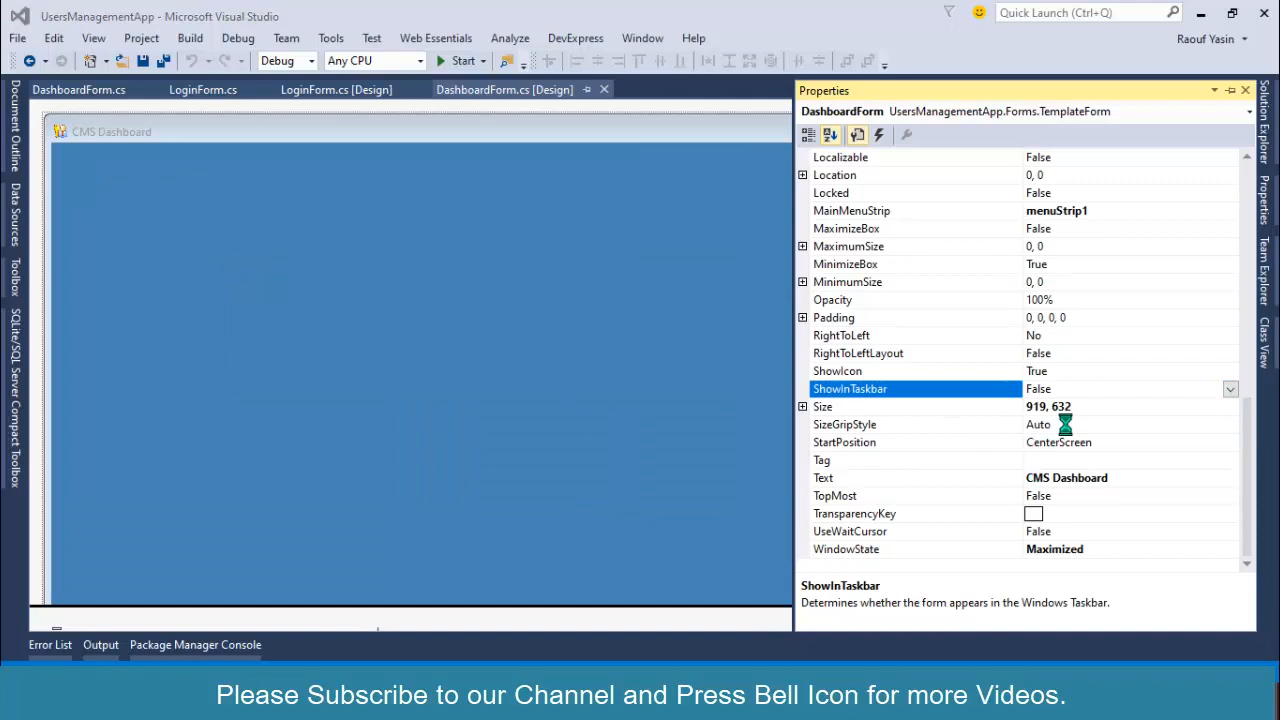 UsersManagementApp - Microsoft Visual Studio
Quick Launch (Ctrl+Q)
File Edit View Project Build Debug Team Tools Test Web Essentials Analyze DevExpress Window Help
Raouf Yasin
Debug Any CPU Start
DashboardForm.cs LoginForm.cs LoginForm.cs [Design] DashboardForm.cs [Design]
Document Outline
Data Sources
Toolbox
SQLite/SQL Server Compact Toolbox
CMS Dashboard
Properties
DashboardForm UsersManagementApp.Forms.TemplateForm
Localizable False
Location 0, 0
Locked False
MainMenuStrip menuStrip1
MaximizeBox False
MaximumSize 0, 0
MinimizeBox True
MinimumSize 0, 0
Opacity 100%
Padding 0, 0, 0, 0
RightToLeft No
RightToLeftLayout False
ShowIcon True
ShowInTaskbar False
Size 919, 632
SizeGripStyle Auto
StartPosition CenterScreen
Tag
Text CMS Dashboard
TopMost False
TransparencyKey
UseWaitCursor False
WindowState Maximized
ShowInTaskbar
Determines whether the form appears in the Windows Taskbar.
Solution Explorer
Properties
Team Explorer
Class View
Error List Output Package Manager Console
Please Subscribe to our Channel and Press Bell Icon for more Videos.